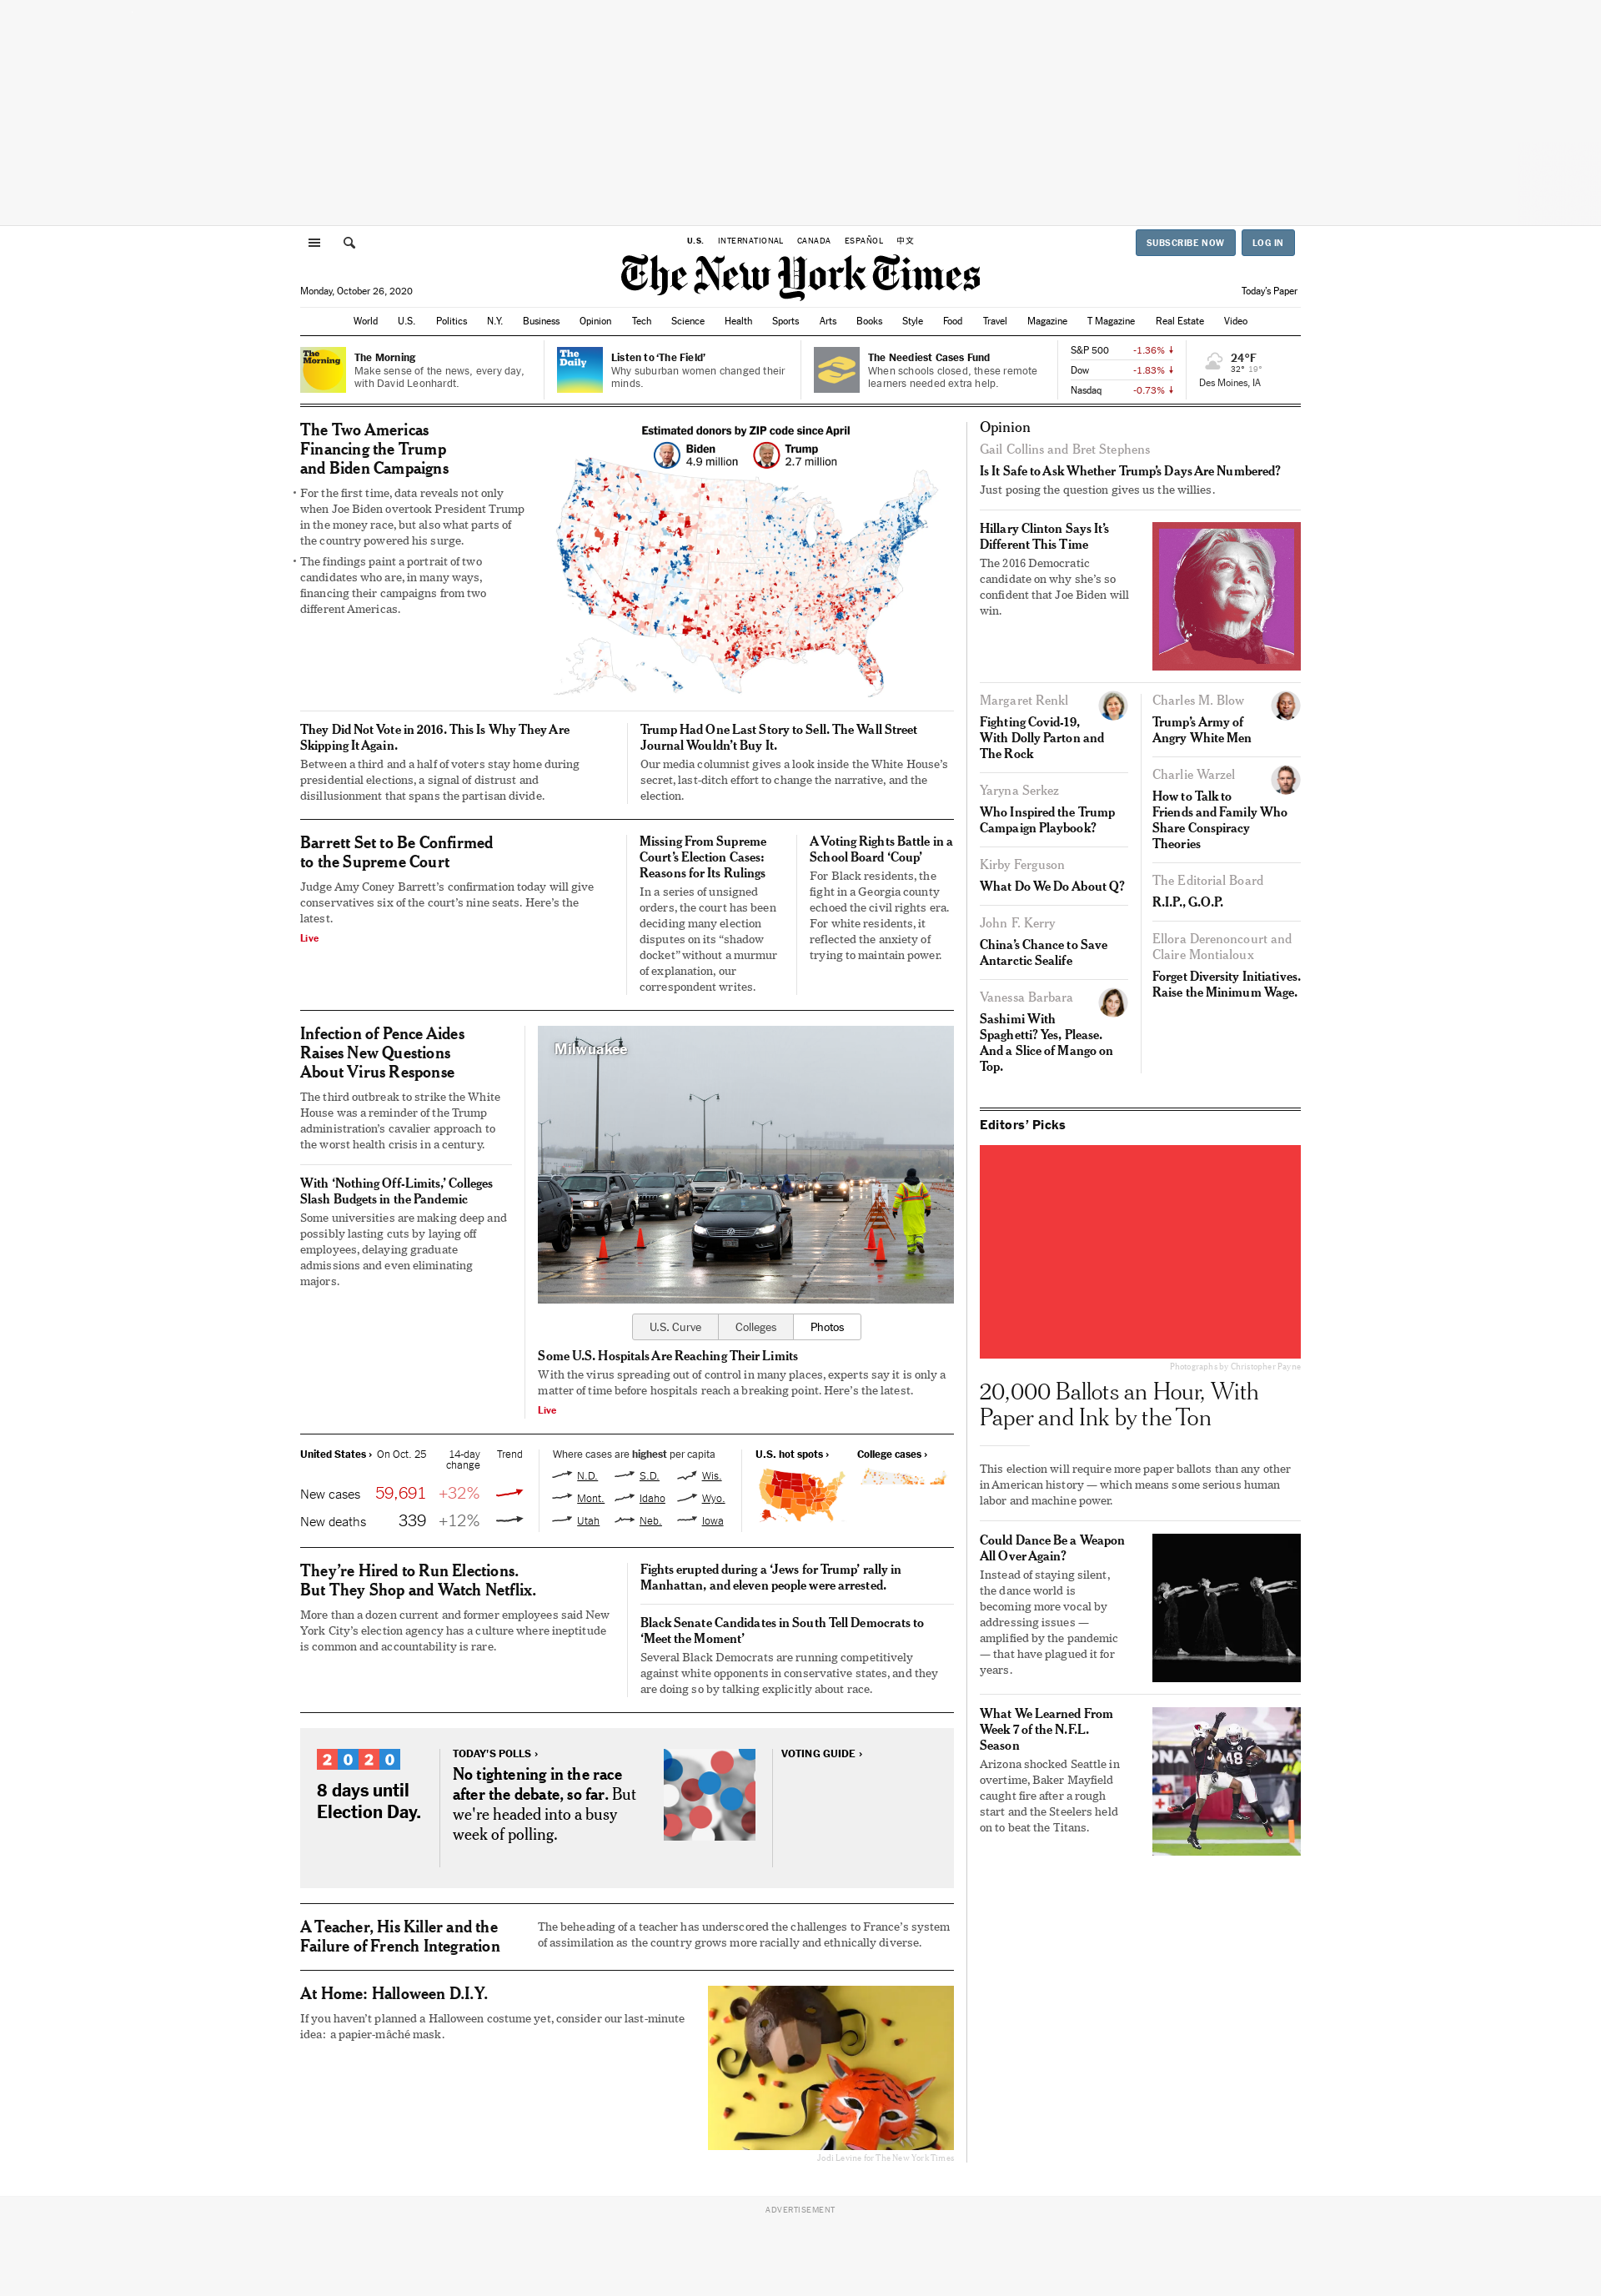 U.S. INTERNATIONAL CANADA ESPAÑOL 中文
SUBSCRIBE NOW LOG IN
The New York Times
Monday, October 26, 2020
Today's Paper
World U.S. Politics N.Y. Business Opinion Tech Science Health Sports Arts Books Style Food Travel Magazine T Magazine Real Estate Video
The Morning
The Morning
Make sense of the news, every day,
with David Leonhardt.
The Daily
Listen to ‘The Field’
Why suburban women changed their
minds.
The Neediest Cases Fund
When schools closed, these remote
learners needed extra help.
S&P 500 -1.36%
Dow -1.83%
Nasdaq -0.73%
24°F
32° 19°
Des Moines, IA
The Two Americas
Financing the Trump
and Biden Campaigns
• For the first time, data reveals not only
when Joe Biden overtook President Trump
in the money race, but also what parts of
the country powered his surge.
• The findings paint a portrait of two
candidates who are, in many ways,
financing their campaigns from two
different Americas.
Estimated donors by ZIP code since April
Biden
4.9 million
Trump
2.7 million
They Did Not Vote in 2016. This Is Why They Are
Skipping It Again.
Between a third and a half of voters stay home during
presidential elections, a signal of distrust and
disillusionment that spans the partisan divide.
Trump Had One Last Story to Sell. The Wall Street
Journal Wouldn’t Buy It.
Our media columnist gives a look inside the White House’s
secret, last-ditch effort to change the narrative, and the
election.
Barrett Set to Be Confirmed
to the Supreme Court
Judge Amy Coney Barrett’s confirmation today will give
conservatives six of the court’s nine seats. Here’s the
latest.
Live
Missing From Supreme
Court’s Election Cases:
Reasons for Its Rulings
In a series of unsigned
orders, the court has been
deciding many election
disputes on its “shadow
docket” without a murmur
of explanation, our
correspondent writes.
A Voting Rights Battle in a
School Board ‘Coup’
For Black residents, the
fight in a Georgia county
echoed the civil rights era.
For white residents, it
reflected the anxiety of
trying to maintain power.
Infection of Pence Aides
Raises New Questions
About Virus Response
The third outbreak to strike the White
House was a reminder of the Trump
administration’s cavalier approach to
the worst health crisis in a century.
With ‘Nothing Off-Limits,’ Colleges
Slash Budgets in the Pandemic
Some universities are making deep and
possibly lasting cuts by laying off
employees, delaying graduate
admissions and even eliminating
majors.
Milwaukee
U.S. Curve Colleges Photos
Some U.S. Hospitals Are Reaching Their Limits
With the virus spreading out of control in many places, experts say it is only a
matter of time before hospitals reach a breaking point. Here’s the latest.
Live
United States › On Oct. 25 14-day Trend
change
New cases 59,691 +32%
New deaths 339 +12%
Where cases are highest per capita
N.D. S.D. Wis.
Mont. Idaho Wyo.
Utah Neb. Iowa
U.S. hot spots ›
College cases ›
They’re Hired to Run Elections.
But They Shop and Watch Netflix.
More than a dozen current and former employees said New
York City’s election agency has a culture where ineptitude
is common and accountability is rare.
Fights erupted during a ‘Jews for Trump’ rally in
Manhattan, and eleven people were arrested.
Black Senate Candidates in South Tell Democrats to
‘Meet the Moment’
Several Black Democrats are running competitively
against white opponents in conservative states, and they
are doing so by talking explicitly about race.
2020
8 days until
Election Day.
TODAY'S POLLS ›
No tightening in the race
after the debate, so far. But
we're headed into a busy
week of polling.
VOTING GUIDE ›
A Teacher, His Killer and the
Failure of French Integration
The beheading of a teacher has underscored the challenges to France’s system
of assimilation as the country grows more racially and ethnically diverse.
At Home: Halloween D.I.Y.
If you haven’t planned a Halloween costume yet, consider our last-minute
idea: a papier-mâché mask.
Jodi Levine for The New York Times
Opinion
Gail Collins and Bret Stephens
Is It Safe to Ask Whether Trump’s Days Are Numbered?
Just posing the question gives us the willies.
Hillary Clinton Says It’s
Different This Time
The 2016 Democratic
candidate on why she’s so
confident that Joe Biden will
win.
Margaret Renkl
Fighting Covid-19,
With Dolly Parton and
The Rock
Yaryna Serkez
Who Inspired the Trump
Campaign Playbook?
Kirby Ferguson
What Do We Do About Q?
John F. Kerry
China’s Chance to Save
Antarctic Sealife
Vanessa Barbara
Sashimi With
Spaghetti? Yes, Please.
And a Slice of Mango on
Top.
Charles M. Blow
Trump’s Army of
Angry White Men
Charlie Warzel
How to Talk to
Friends and Family Who
Share Conspiracy
Theories
The Editorial Board
R.I.P., G.O.P.
Ellora Derenoncourt and
Claire Montialoux
Forget Diversity Initiatives.
Raise the Minimum Wage.
Editors’ Picks
Photographs by Christopher Payne
20,000 Ballots an Hour, With
Paper and Ink by the Ton
This election will require more paper ballots than any other
in American history — which means some serious human
labor and machine power.
Could Dance Be a Weapon
All Over Again?
Instead of staying silent,
the dance world is
becoming more vocal by
addressing issues —
amplified by the pandemic
— that have plagued it for
years.
What We Learned From
Week 7 of the N.F.L.
Season
Arizona shocked Seattle in
overtime, Baker Mayfield
caught fire after a rough
start and the Steelers held
on to beat the Titans.
48
ADVERTISEMENT